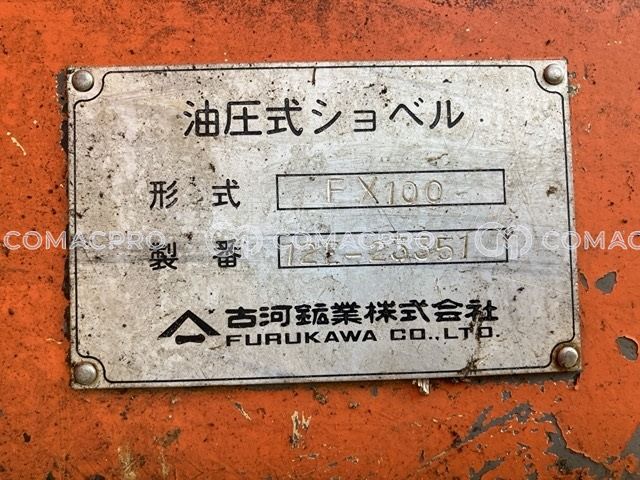 油圧式ショベル
形式 FX100-
COMACPRO COMACPRO COMACPRO
製番
古河鉱業株式会社
FURUKAWA CO.,LTD.